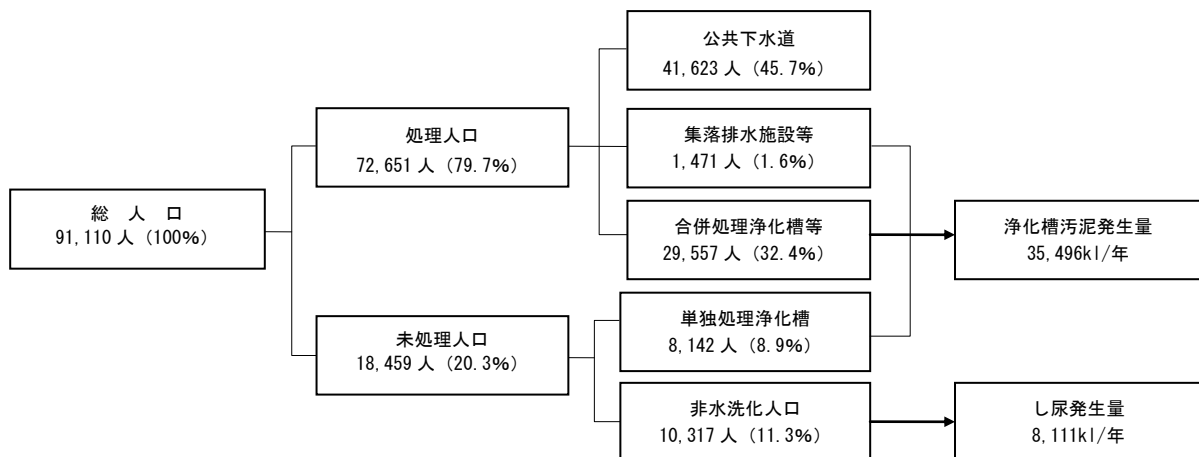 総　人　口
91,110 人（100%）
処理人口
72,651 人（79.7%）
未処理人口
18,459 人（20.3%）
公共下水道
41,623 人（45.7%）
集落排水施設等
1,471 人（1.6%）
合併処理浄化槽等
29,557 人（32.4%）
単独処理浄化槽
8,142 人（8.9%）
非水洗化人口
10,317 人（11.3%）
浄化槽汚泥発生量
35,496kl/年
し尿発生量
8,111kl/年